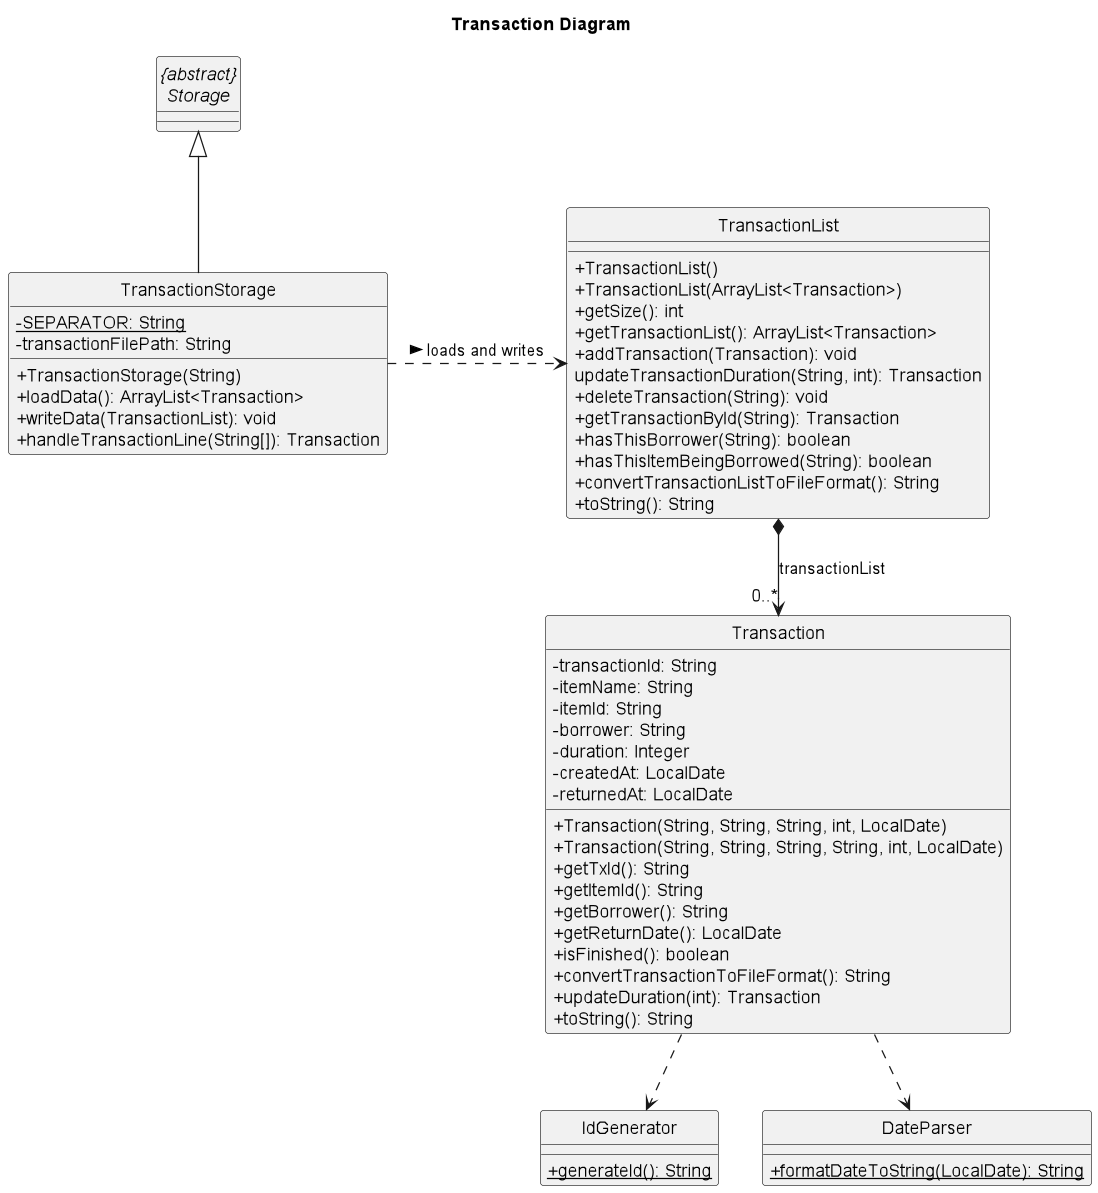 Transaction Diagram
{abstract}
Storage
TransactionStorage
-SEPARATOR: String
-transactionFilePath: String
+TransactionStorage(String)
+loadData(): ArrayList<Transaction>
+writeData(TransactionList): void
+handleTransactionLine(String[]): Transaction
loads and writes
TransactionList
+TransactionList()
+TransactionList(ArrayList<Transaction>)
+getSize(): int
+getTransactionList(): ArrayList<Transaction>
+addTransaction(Transaction): void
updateTransactionDuration(String, int): Transaction
+deleteTransaction(String): void
+getTransactionById(String): Transaction
+hasThisBorrower(String): boolean
+hasThisItemBeingBorrowed(String): boolean
+convertTransactionListToFileFormat(): String
+toString(): String
transactionList
0..*
Transaction
-transactionId: String
-itemName: String
-itemId: String
-borrower: String
-duration: Integer
-createdAt: LocalDate
-returnedAt: LocalDate
+Transaction(String, String, String, int, LocalDate)
+Transaction(String, String, String, String, int, LocalDate)
+getTxId(): String
+getItemId(): String
+getBorrower(): String
+getReturnDate(): LocalDate
+isFinished(): boolean
+convertTransactionToFileFormat(): String
+updateDuration(int): Transaction
+toString(): String
IdGenerator
+generateId(): String
DateParser
+formatDateToString(LocalDate): String